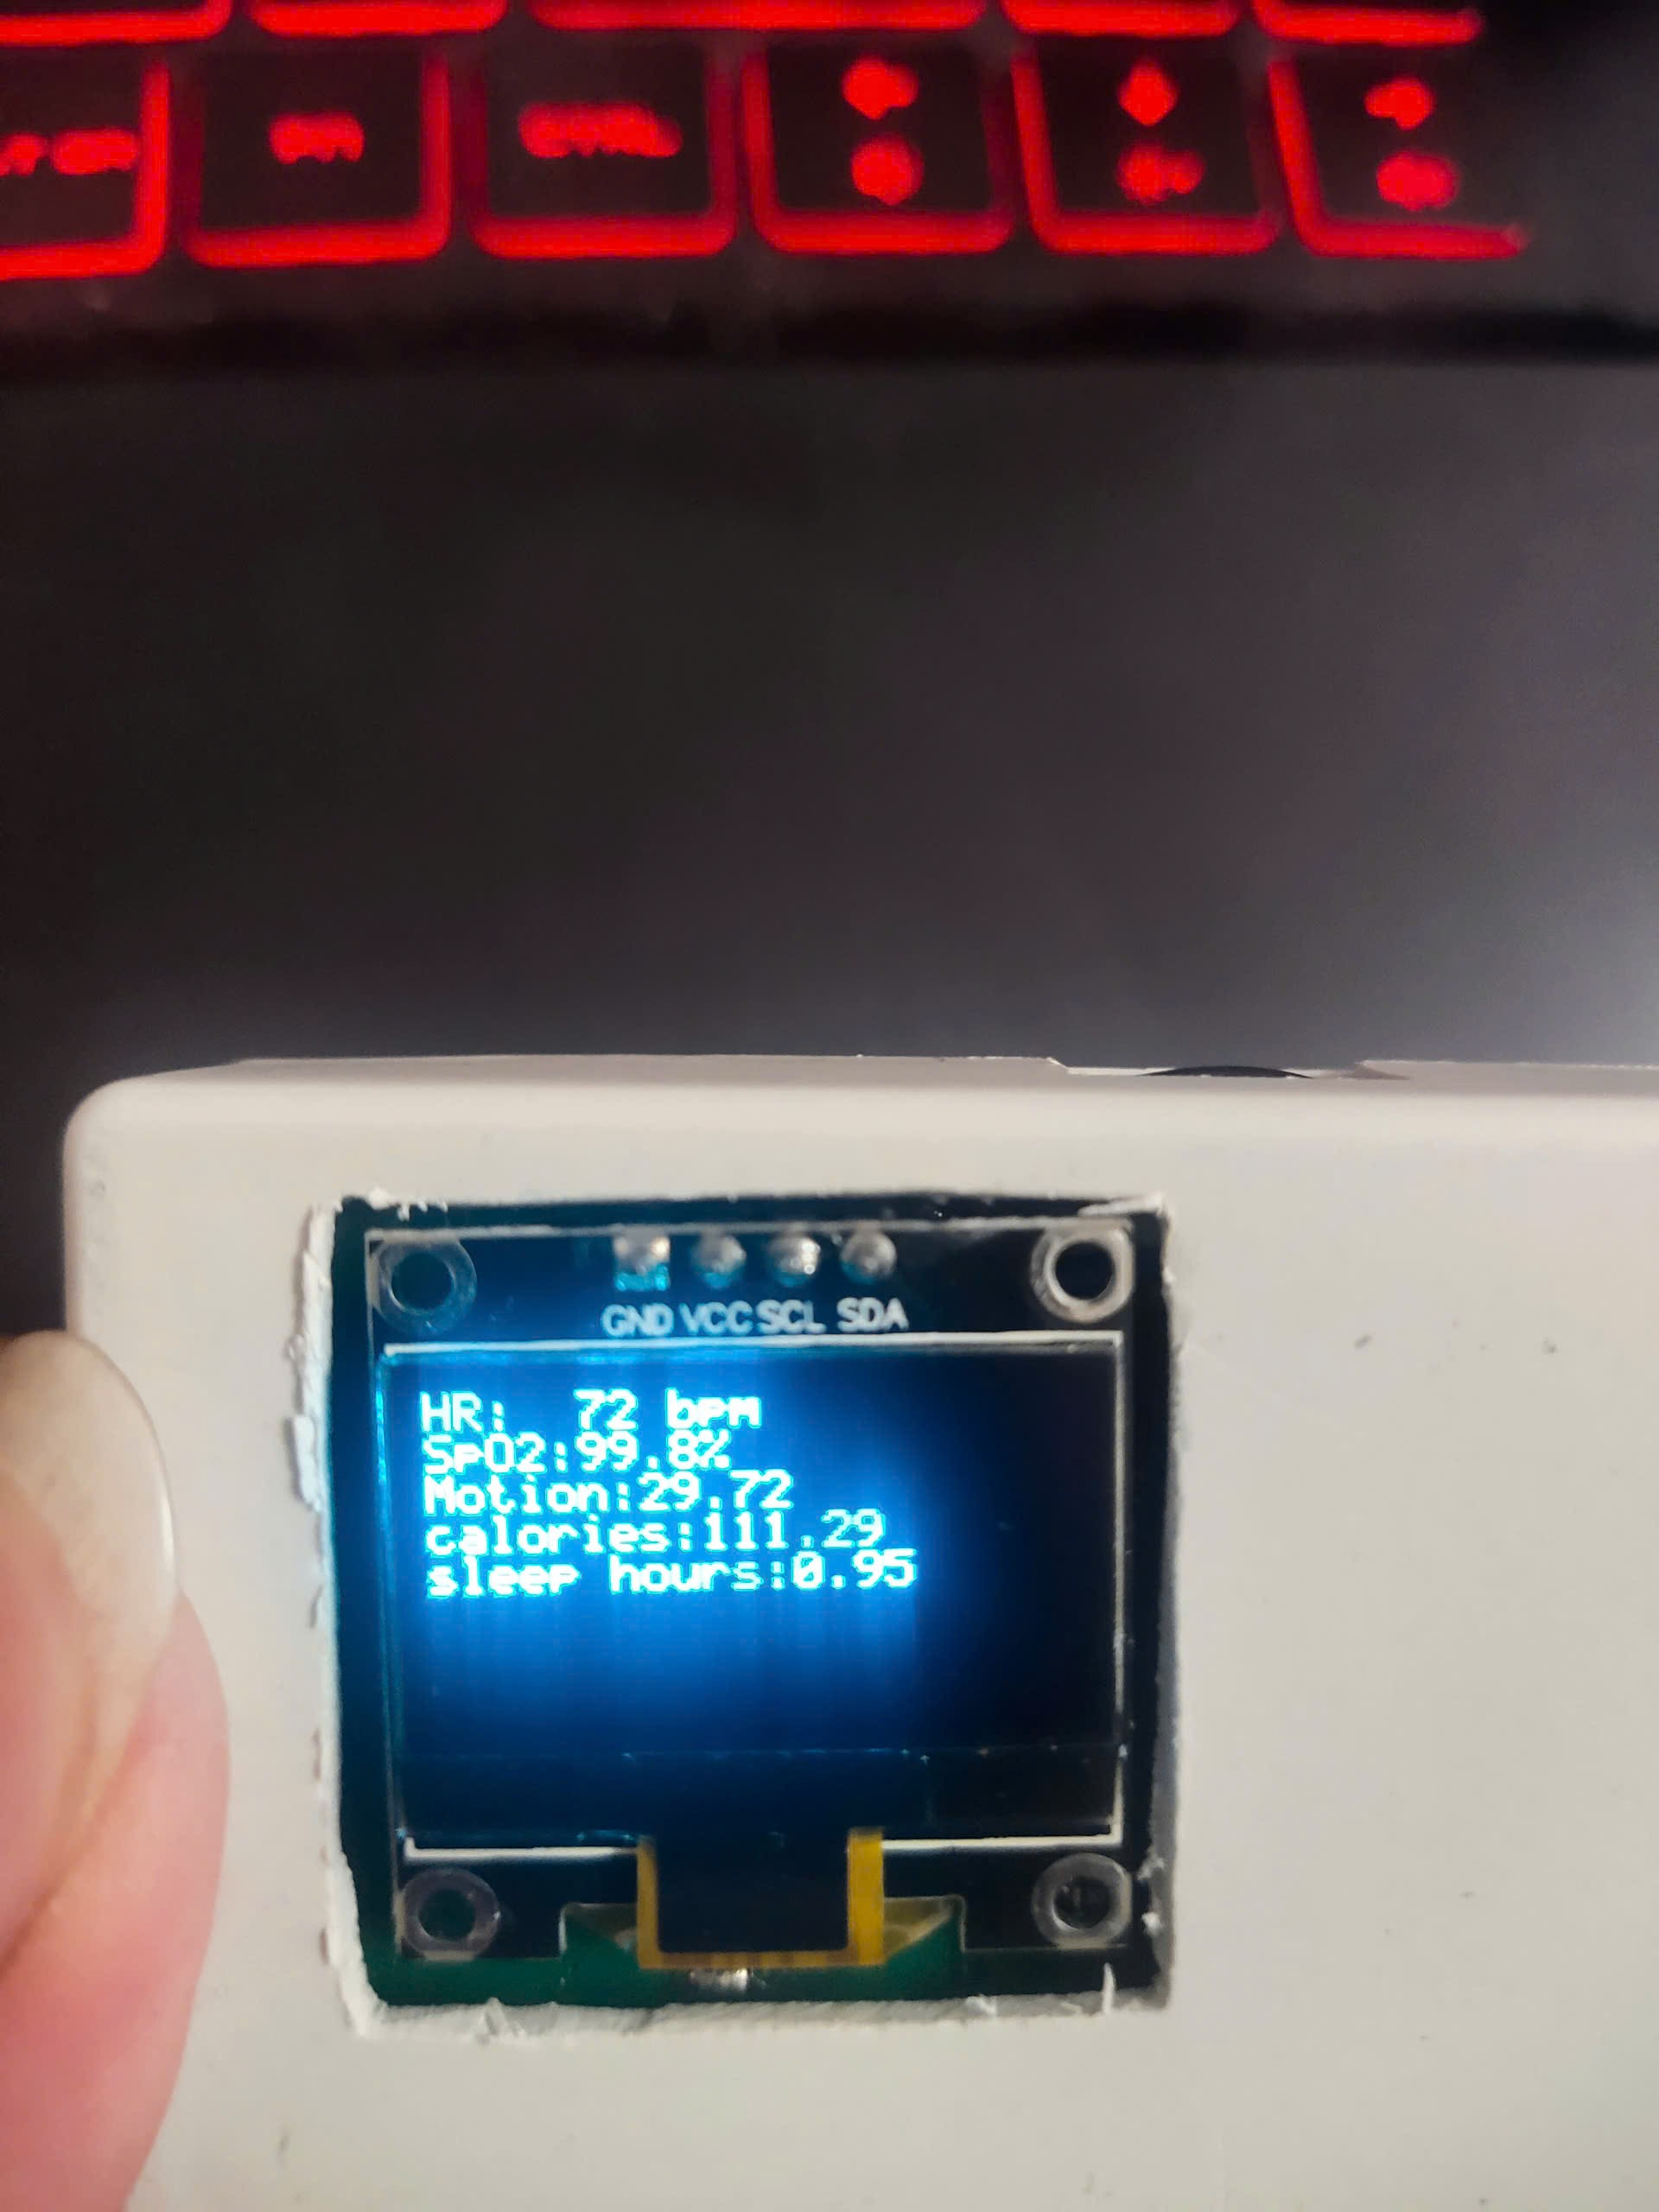 GND VCC SCL SDA
HR: 72 bpm
SpO2:99.8%
Motion:29.72
calories:111.29
sleep hours:0.95